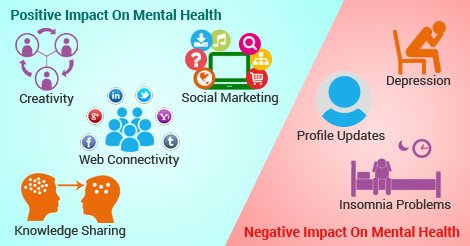 Positive Impact On Mental Health
Creativity
Social Marketing
Web Connectivity
Knowledge Sharing
Depression
Profile Updates
Insomnia Problems
Negative Impact On Mental Health